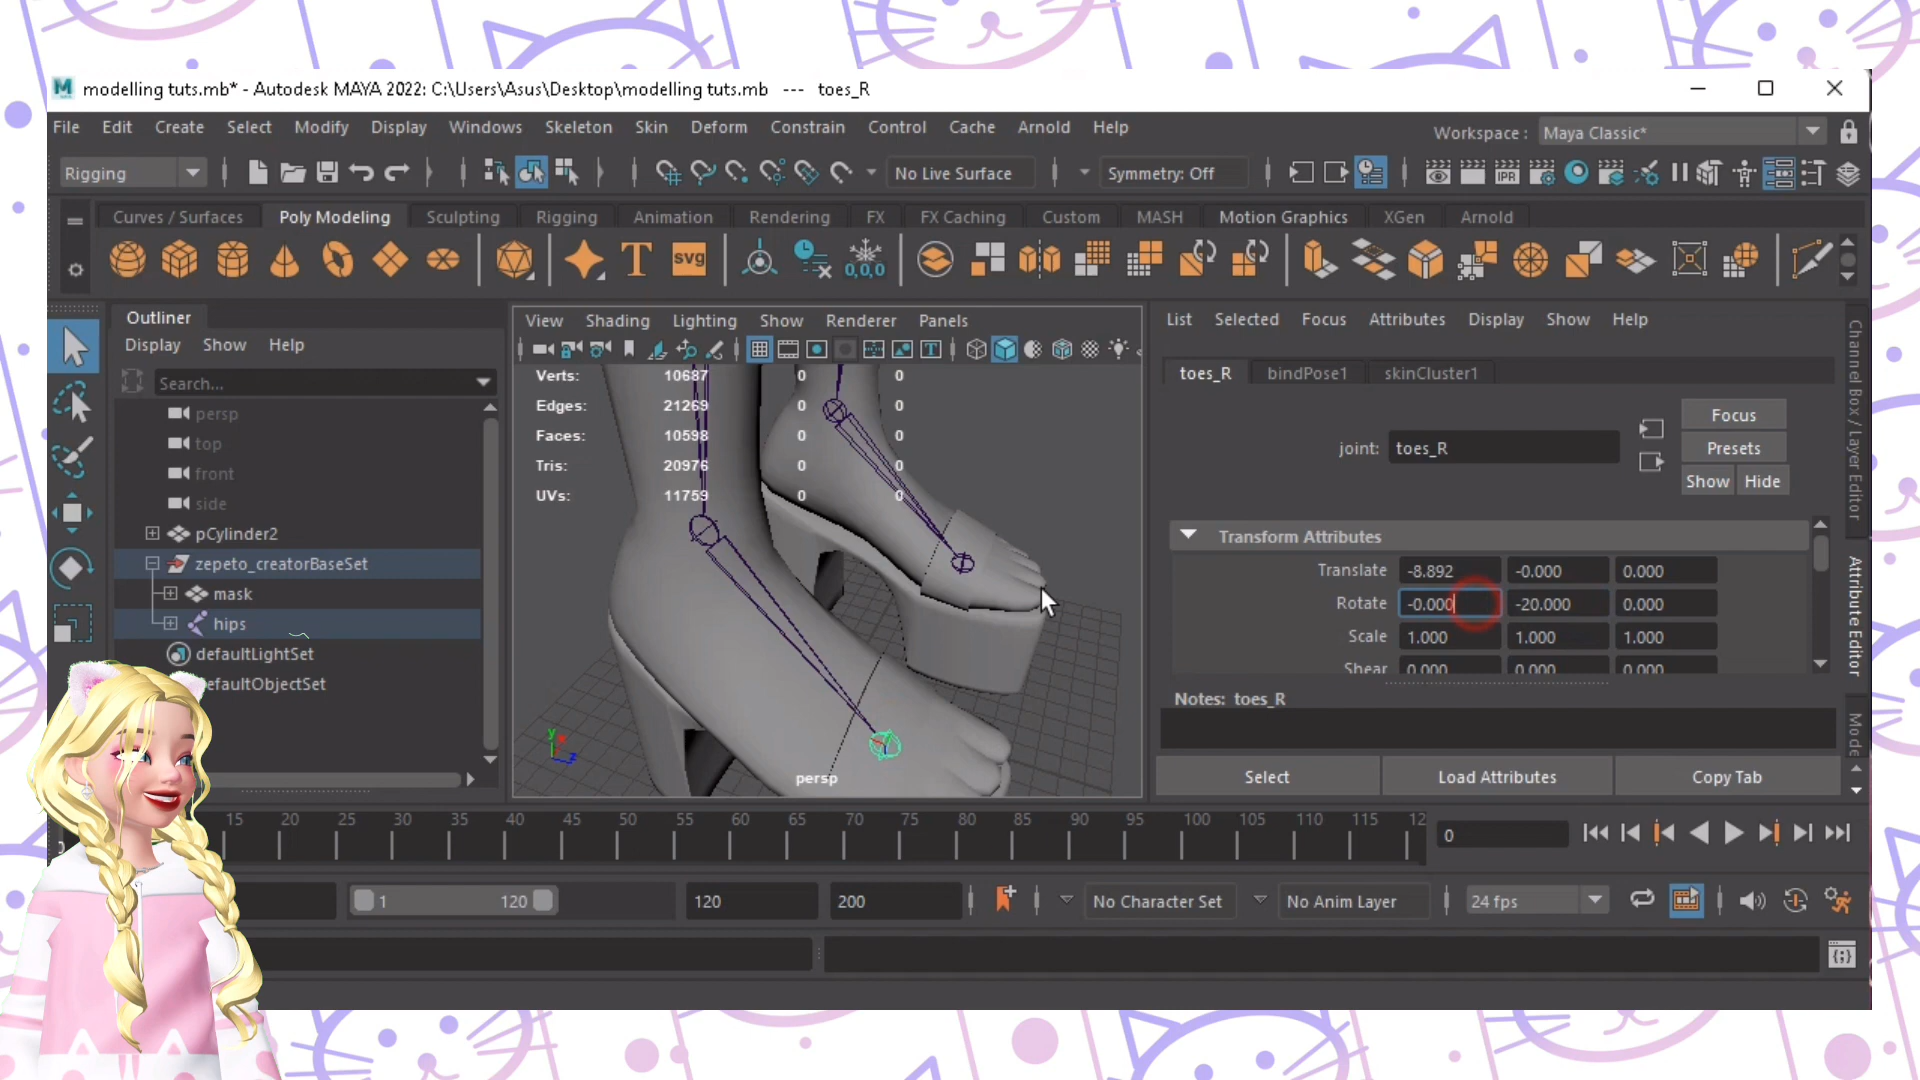 modelling tuts.mb* - Autodesk MAYA 2022: C:\Users\Asus\Desktop\modelling tuts.mb --- toes_R
File Edit Create Select Modify Display Windows Skeleton Skin Deform Constrain Control Cache Arnold Help
Workspace : Maya Classic*
Rigging No Live Surface Symmetry: Off IPR
Curves / Surfaces Poly Modeling Sculpting Rigging Animation Rendering FX FX Caching Custom MASH Motion Graphics XGen Arnold
T svg 0,0,0
Outliner
Display Show Help
Search...
persp
top
front
side
pCylinder2
zepeto_creatorBaseSet
mask
hips
defaultLightSet
efaultObjectSet
View Shading Lighting Show Renderer Panels
Verts: 10687 0 0
Edges: 21269 0 0
Faces: 10598 0 0
Tris: 20976 0 0
UVs: 11759 0 0
y
persp
List Selected Focus Attributes Display Show Help
toes_R bindPose1 skinCluster1
Focus
joint: toes_R
Presets
Show Hide
Transform Attributes
Translate -8.892 -0.000 0.000
Rotate -0.000 -20.000 0.000
Scale 1.000 1.000 1.000
Shear 0.000 0.000 0.000
Notes: toes_R
Select Load Attributes Copy Tab
Channel Box / Layer Editor
Attribute Editor
Mode
15 20 25 30 35 40 45 50 55 60 65 70 75 80 85 90 95 100 105 110 115 12
0
1 120 120 200 No Character Set No Anim Layer 24 fps